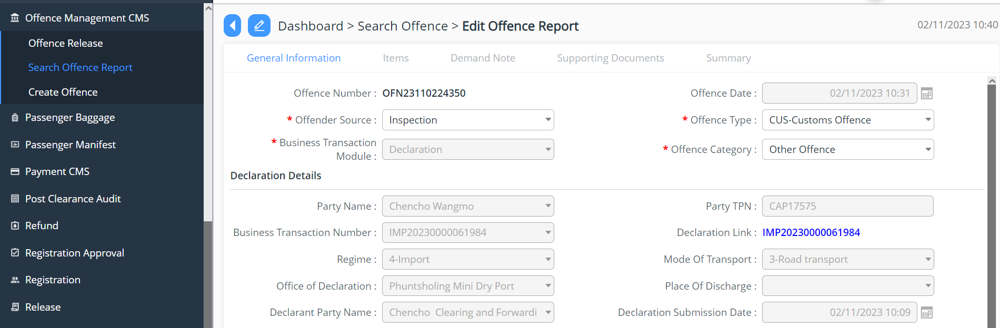 Offence Management CMS
Offence Release
Search Offence Report
Create Offence
Passenger Baggage
Passenger Manifest
Payment CMS
Post Clearance Audit
Refund
Registration Approval
Registration
Release
Dashboard > Search Offence > Edit Offence Report
02/11/2023 10:40
General Information Items Demand Note Supporting Documents Summary
Offence Number : OFN23110224350 Offence Date : 02/11/2023 10:31
* Offender Source : Inspection * Offence Type : CUS-Customs Offence
* Business Transaction
Module : Declaration * Offence Category : Other Offence
Declaration Details
Party Name : Chencho Wangmo Party TPN : CAP17575
Business Transaction Number : IMP20230000061984 Declaration Link : IMP20230000061984
Regime : 4-Import Mode Of Transport : 3-Road transport
Office of Declaration : Phuntsholing Mini Dry Port Place Of Discharge :
Declarant Party Name : Chencho  Clearing and Forwardi Declaration Submission Date : 02/11/2023 10:09